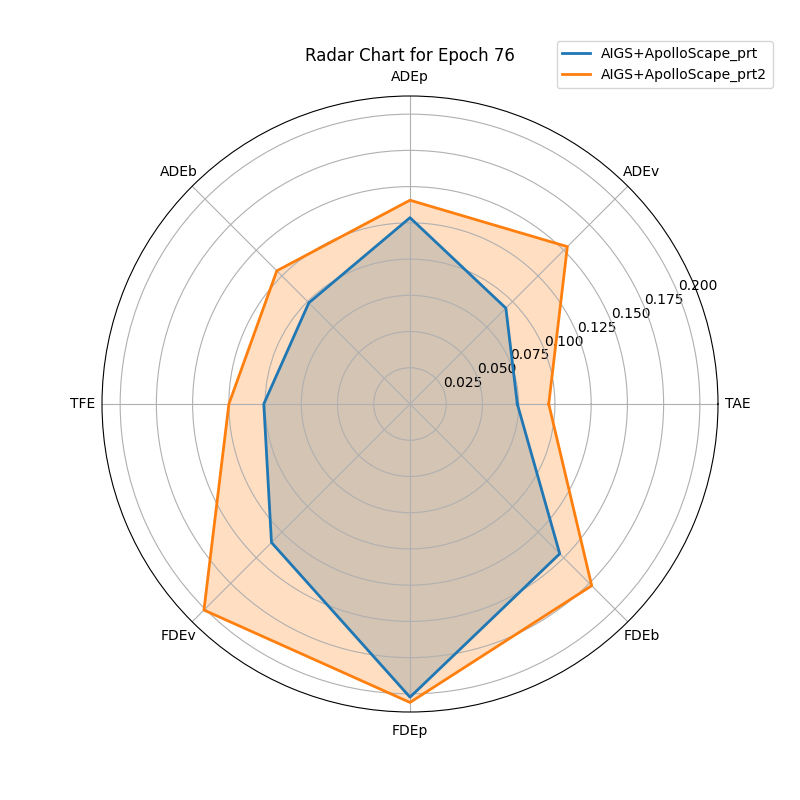 AIGS+ApolloScape_prt
AIGS+ApolloScape_prt2
Radar Chart for Epoch 76
ADEp
ADEb
ADEv
0.200
0.175
0.150
0.125
0.100
0.075
0.050
0.025
TFE
TAE
FDEv
FDEb
FDEp